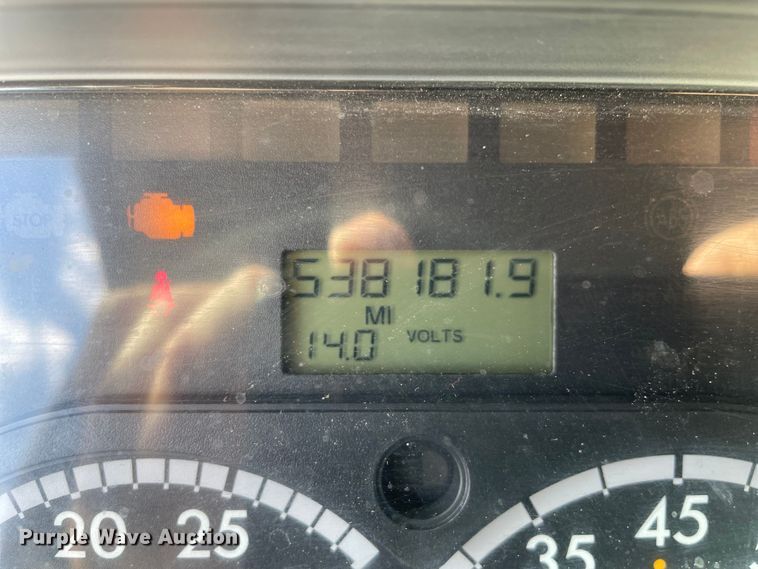 STOP
538181.9
MI
14.0 VOLTS
20 25
35 45
Purple Wave Auction